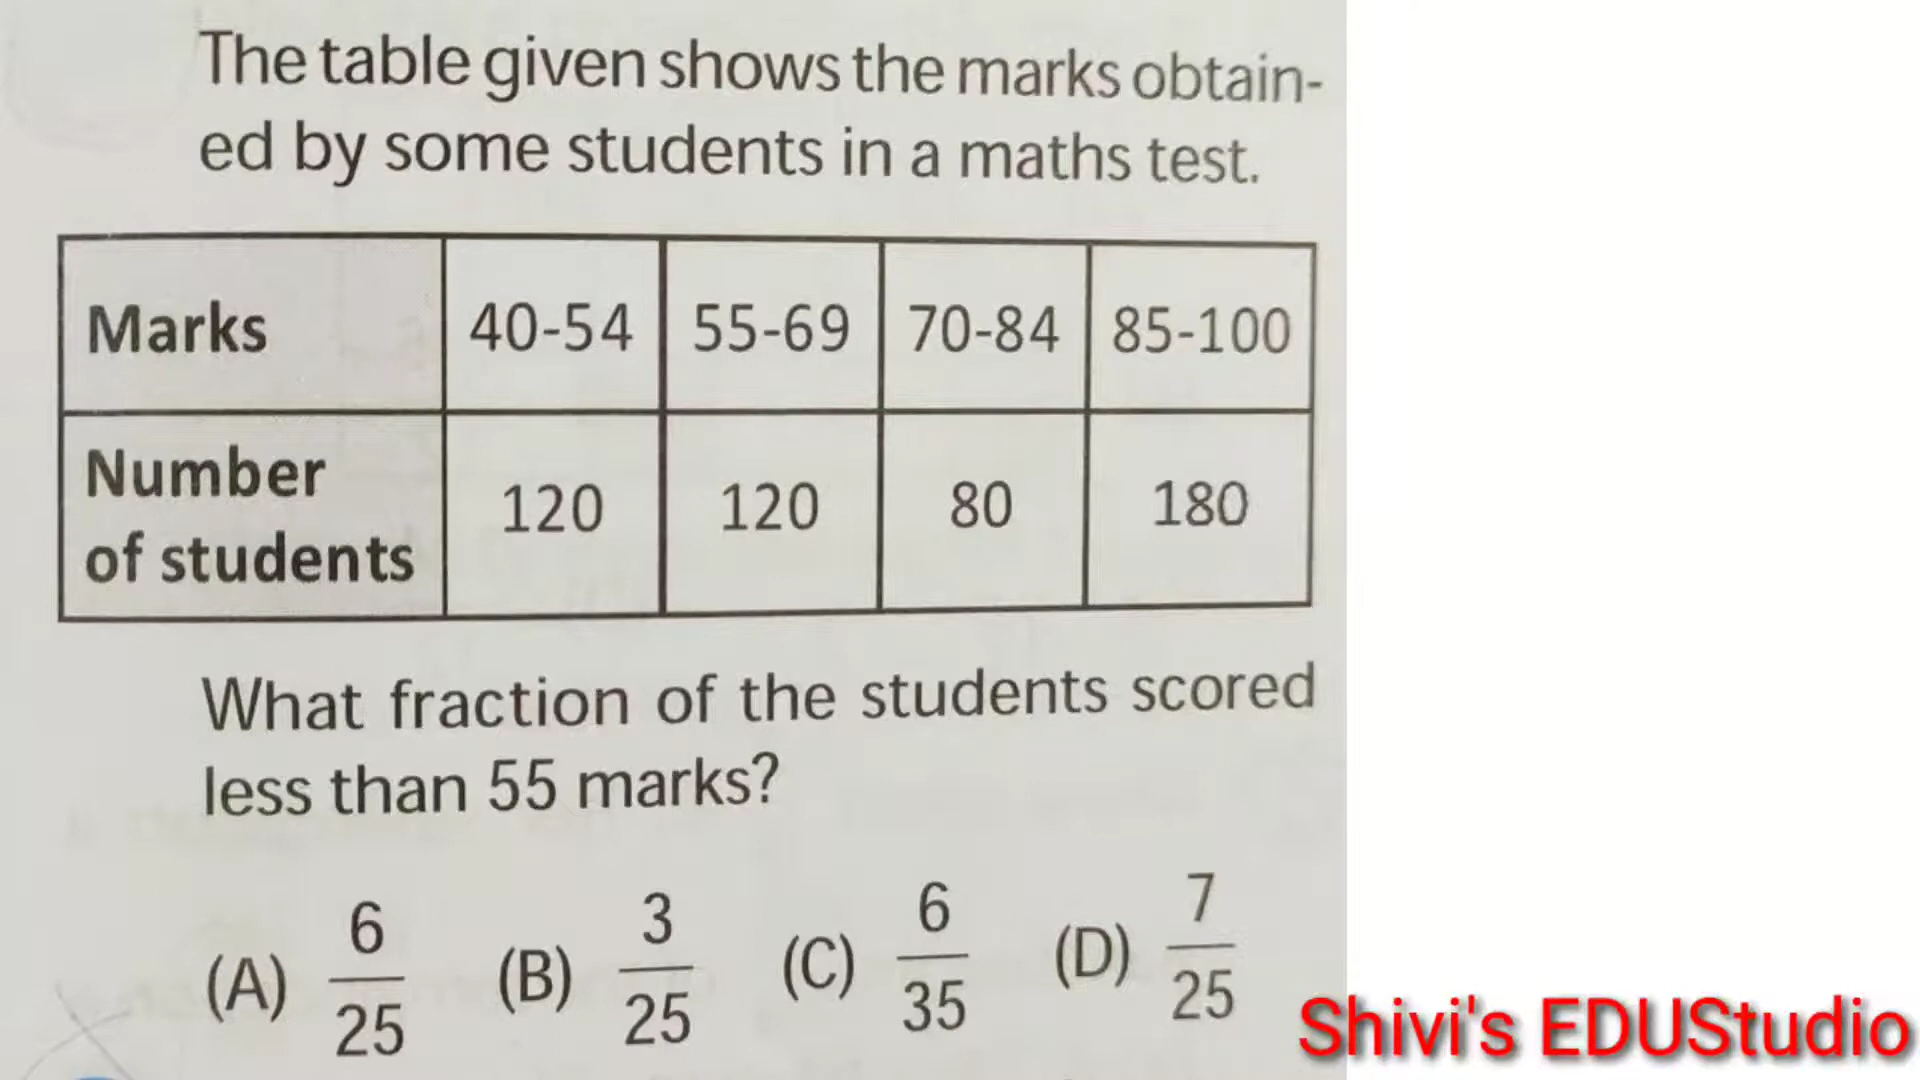 The table given shows the marks obtain-
ed by some students in a maths test.
Marks 40-54 55-69 70-84 85-100
Number
of students 120 120 80 180
What fraction of the students scored
less than 55 marks?
(A) 6/25 (B) 3/25 (C) 6/35 (D) 7/25
Shivi's EDUStudio